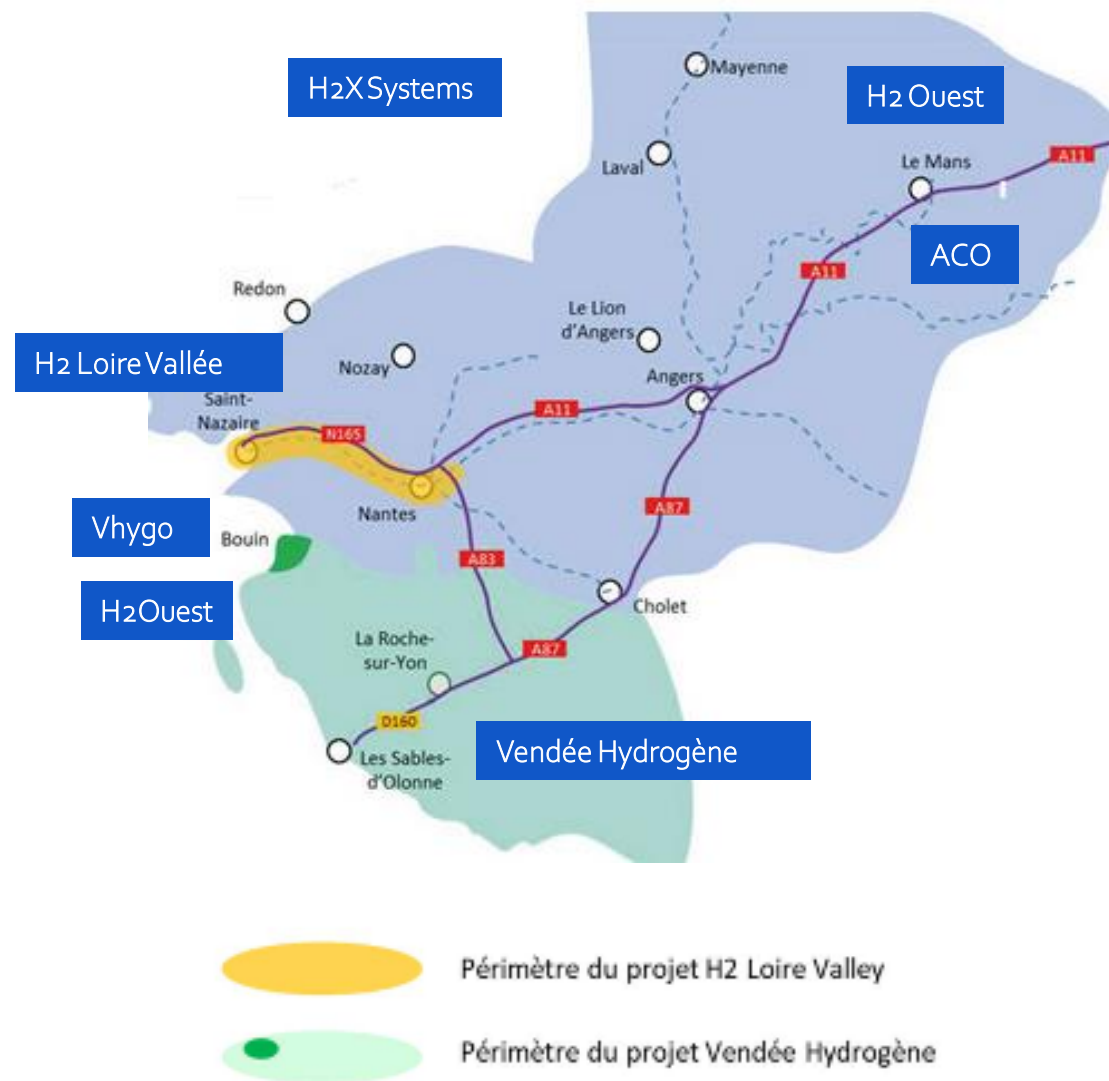 H2X Systems
Mayenne
H2 Ouest
A11
Laval
Le Mans
ACO
A11
Redon
Le Lion
d'Angers
H2 Loire Vallée
Nozay
Angers
Saint-
Nazaire
A11
N165
Vhygo
Nantes
A87
Bouin
A83
H2Ouest
Cholet
La Roche-
sur-Yon
A87
D160
Vendée Hydrogène
Les Sables-
d'Olonne
Périmètre du projet H2 Loire Valley
Périmètre du projet Vendée Hydrogène